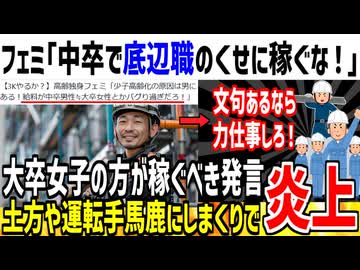 フェミ「中卒で底辺職のくせに稼ぐな！」
【3Kやるか？】高齢独身フェミ「少子高齢化の原因は男に
ある！給料が中卒男性≒大卒女性とかバグり過ぎだろ！」
文句あるなら
力仕事しろ！
大卒女子の方が稼ぐべき発言
土方や運転手馬鹿にしまくりで炎上